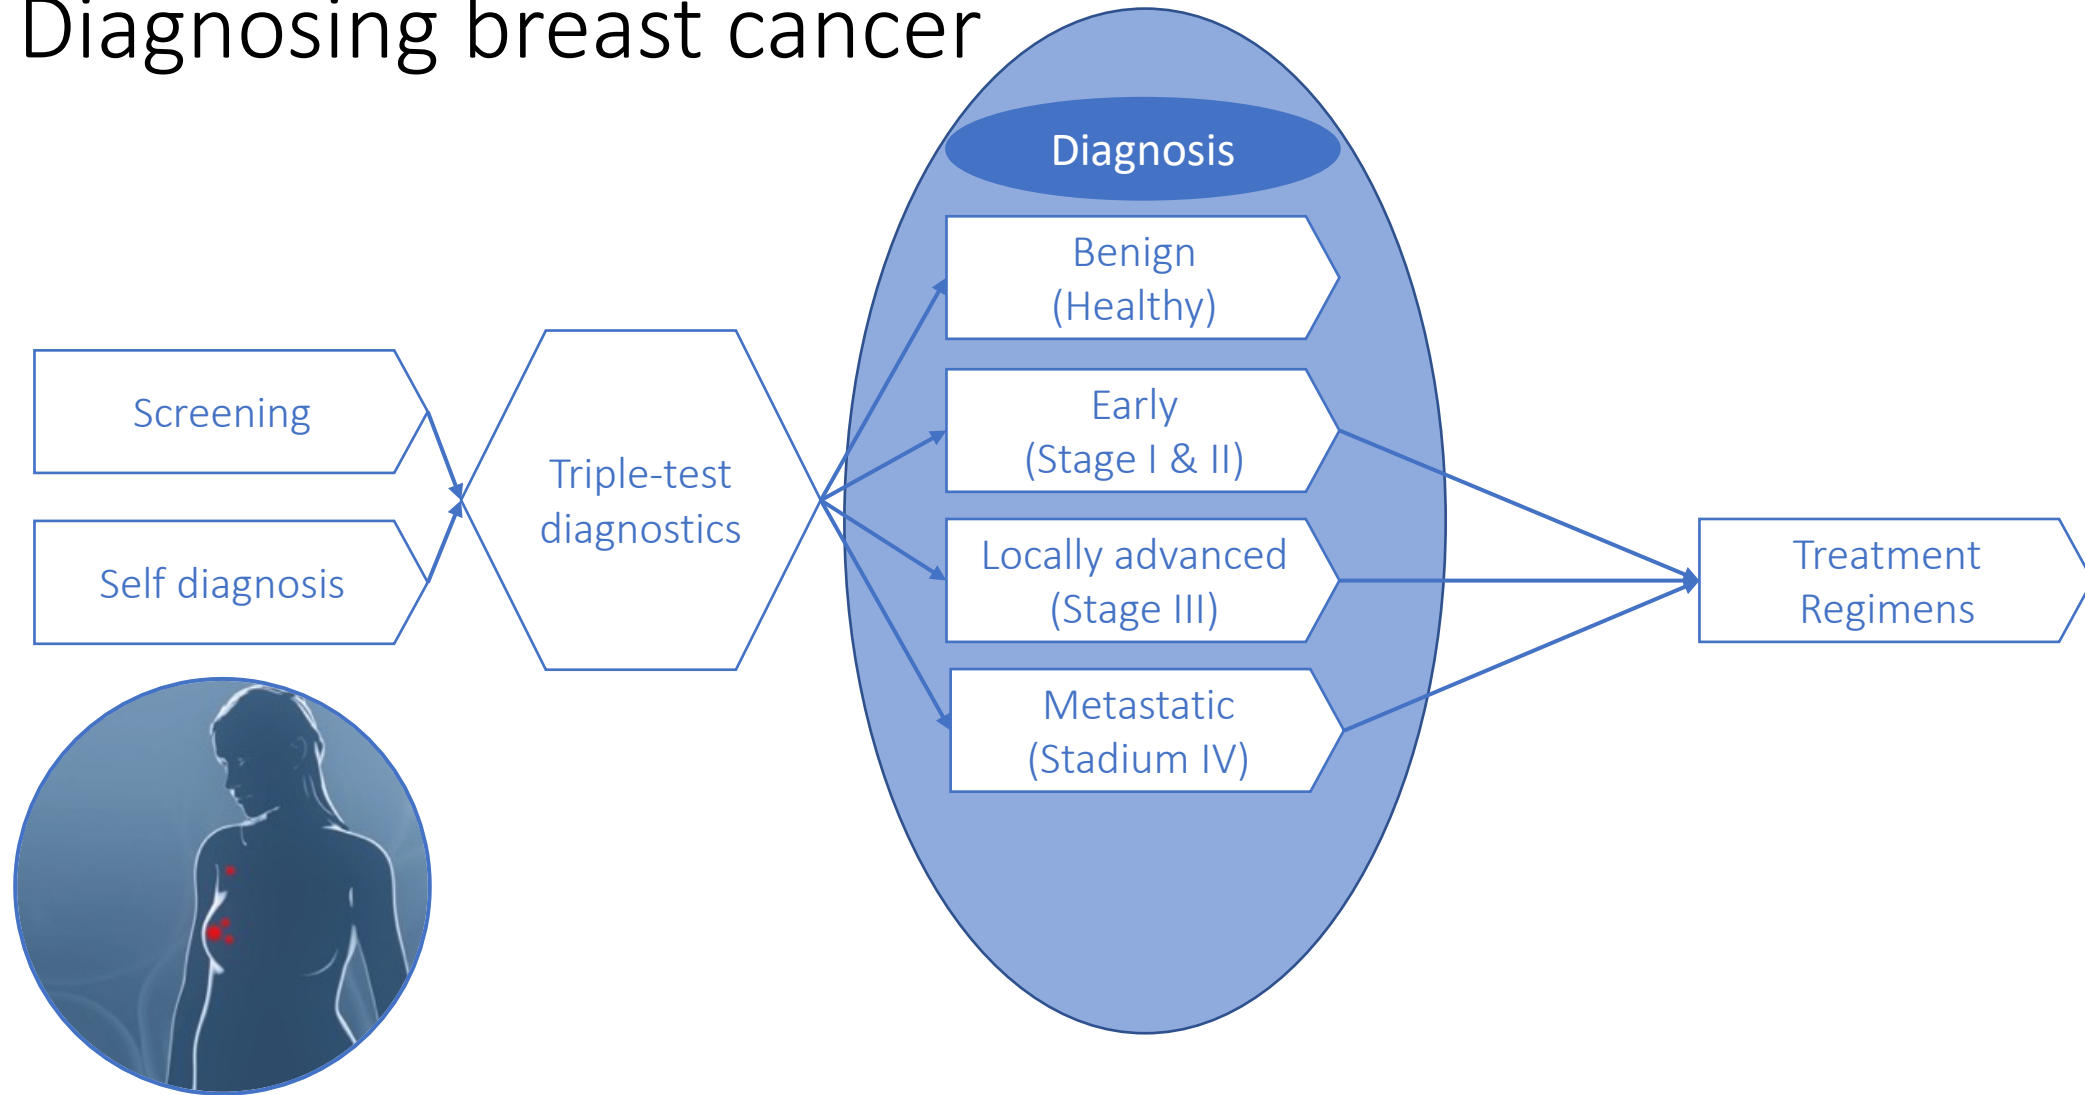 Diagnosing breast cancer
Diagnosis
Benign
(Healthy)
Screening
Early
(Stage I & II)
Triple-test
diagnostics
Self diagnosis
Locally advanced
(Stage III)
Treatment
Regimens
Metastatic
(Stadium IV)